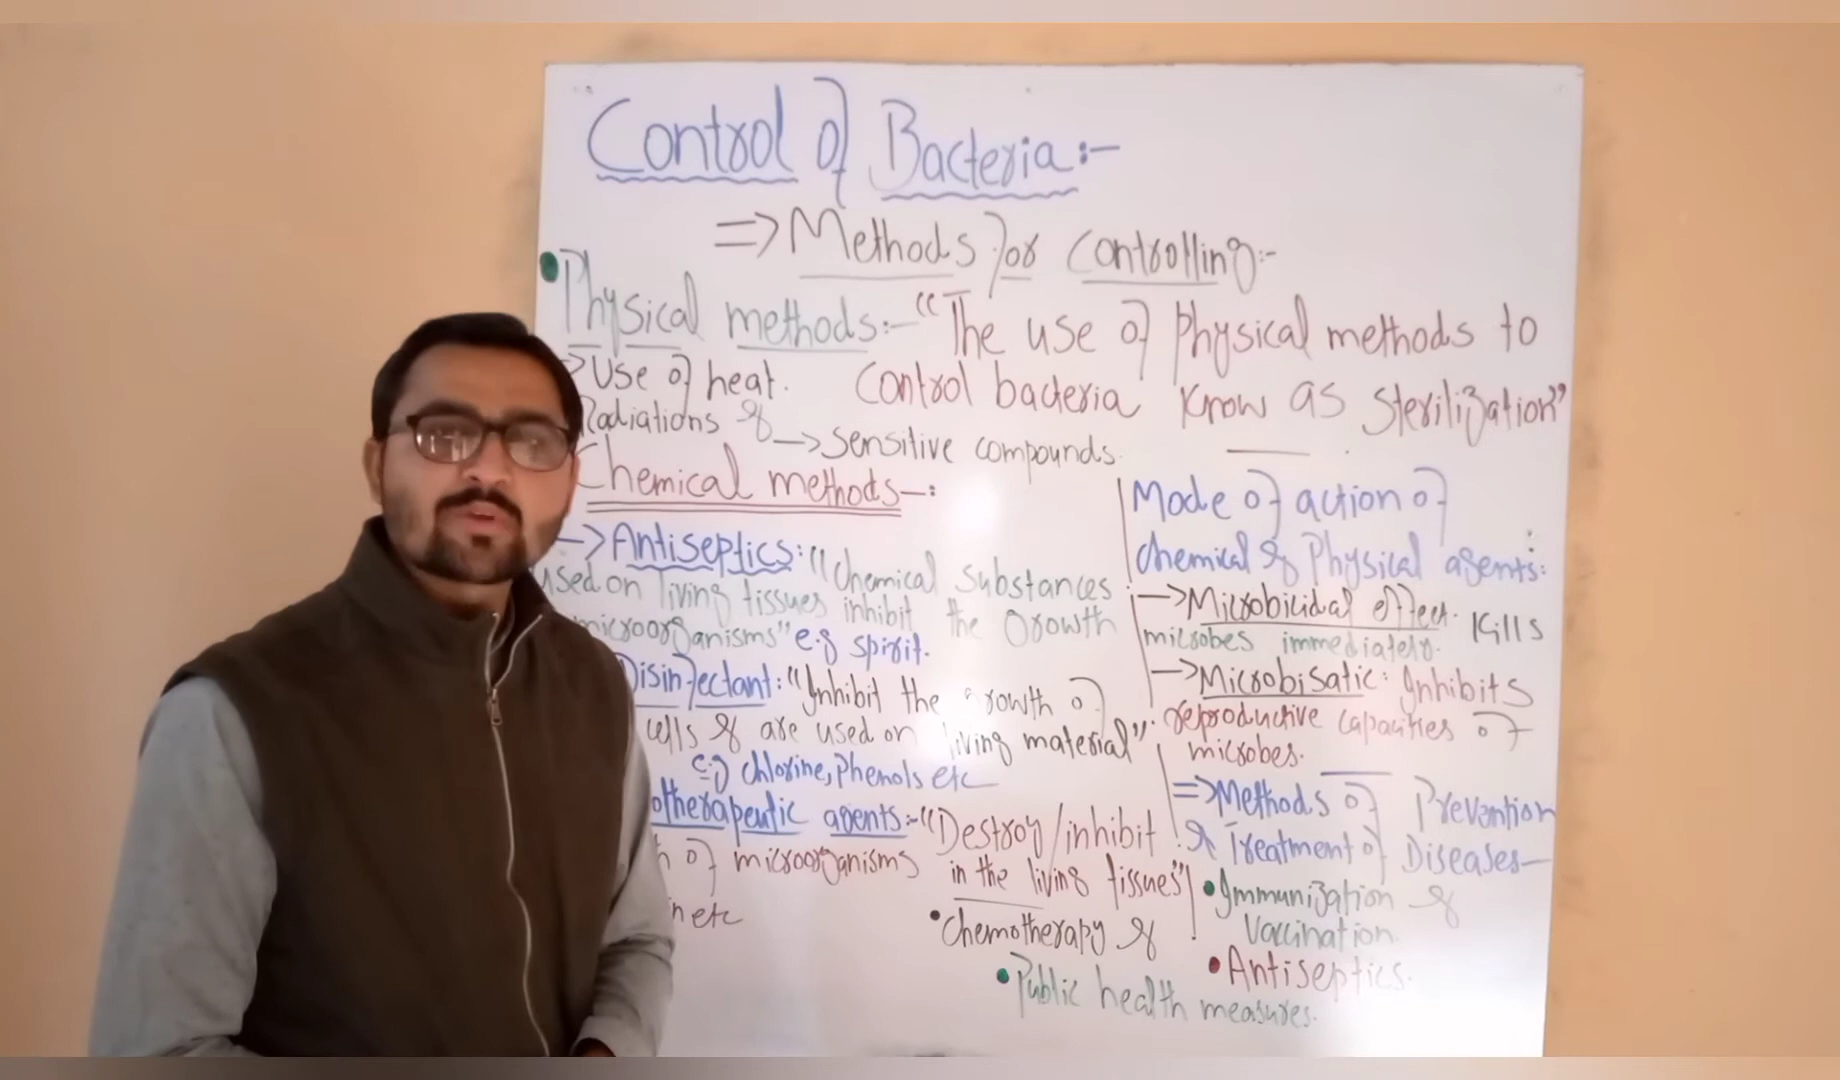 Control of Bacteria:-
=> Methods for Controlling:-
• Physical methods:- "The use of Physical methods to
Control bacteria Know as Sterilization"
-> Use of heat.
Radiations &
-> Sensitive compounds.
Chemical methods-:
-> Antiseptics: "Chemical Substances
used on living tissues inhibit the Growth
microorganisms" e.g spirit.
Disinfectant: "Inhibit the Growth of
cells & are used on living material"
e.g chlorine, Phenols etc
otherapeutic agents:- "Destroy/inhibit
h of microorganisms in the living tissues"
in etc
Mode of action of
Chemical & Physical agents:
-> Microbicidal effect. Kills
microbes immediately.
-> Microbisatic: Inhibits
reproductive capacities of
microbes.
=> Methods of Prevention
& Treatment of Diseases-
• Immunization &
Vaccination.
• Antiseptics.
• Chemotherapy &
• Public health measures.